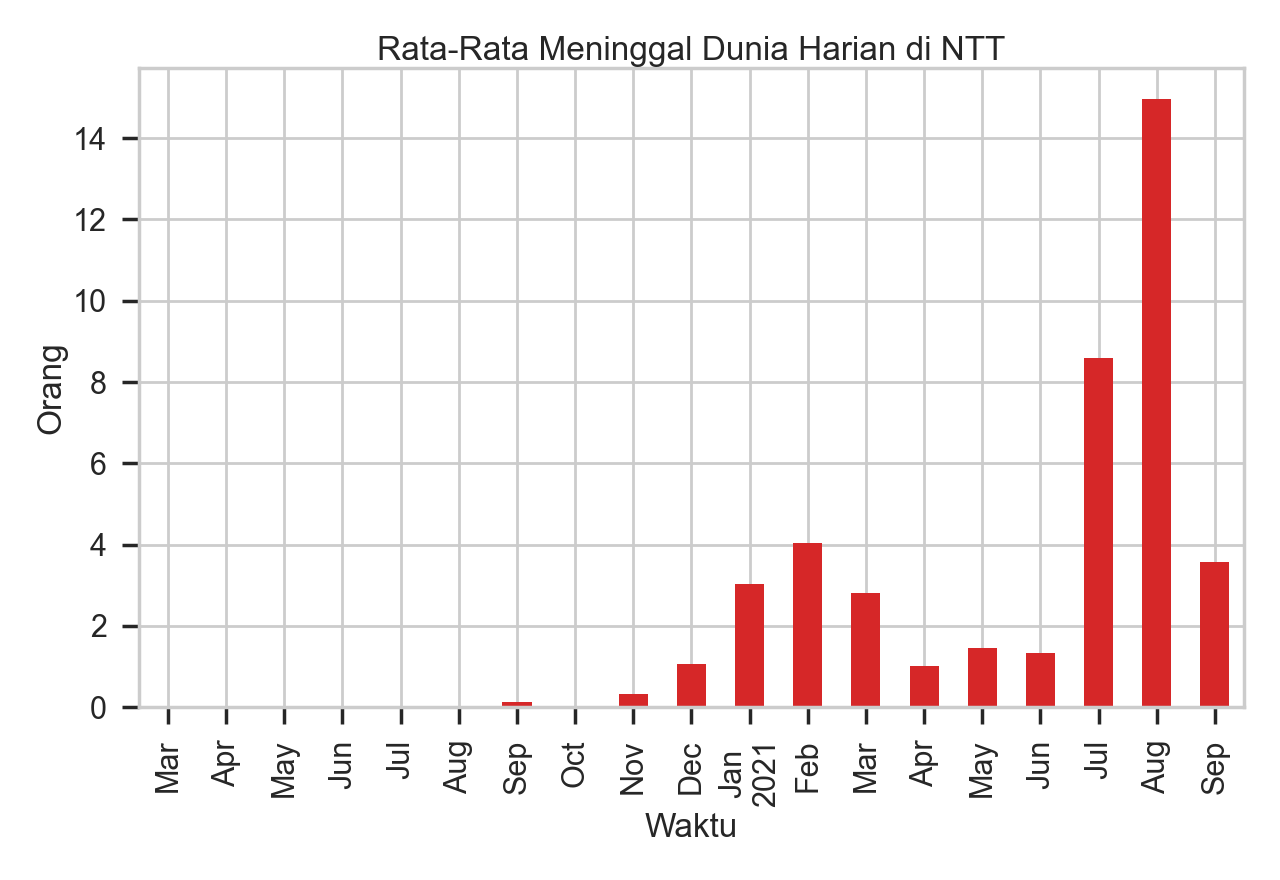 Rata-Rata Meninggal Dunia Harian di NTT
Orang
14
12
10
8
6
4
2
0
Mar
Apr
May
Jun
Jul
Aug
Sep
Oct
Nov
Dec
Jan
2021
Feb
Mar
Apr
May
Jun
Jul
Aug
Sep
Waktu